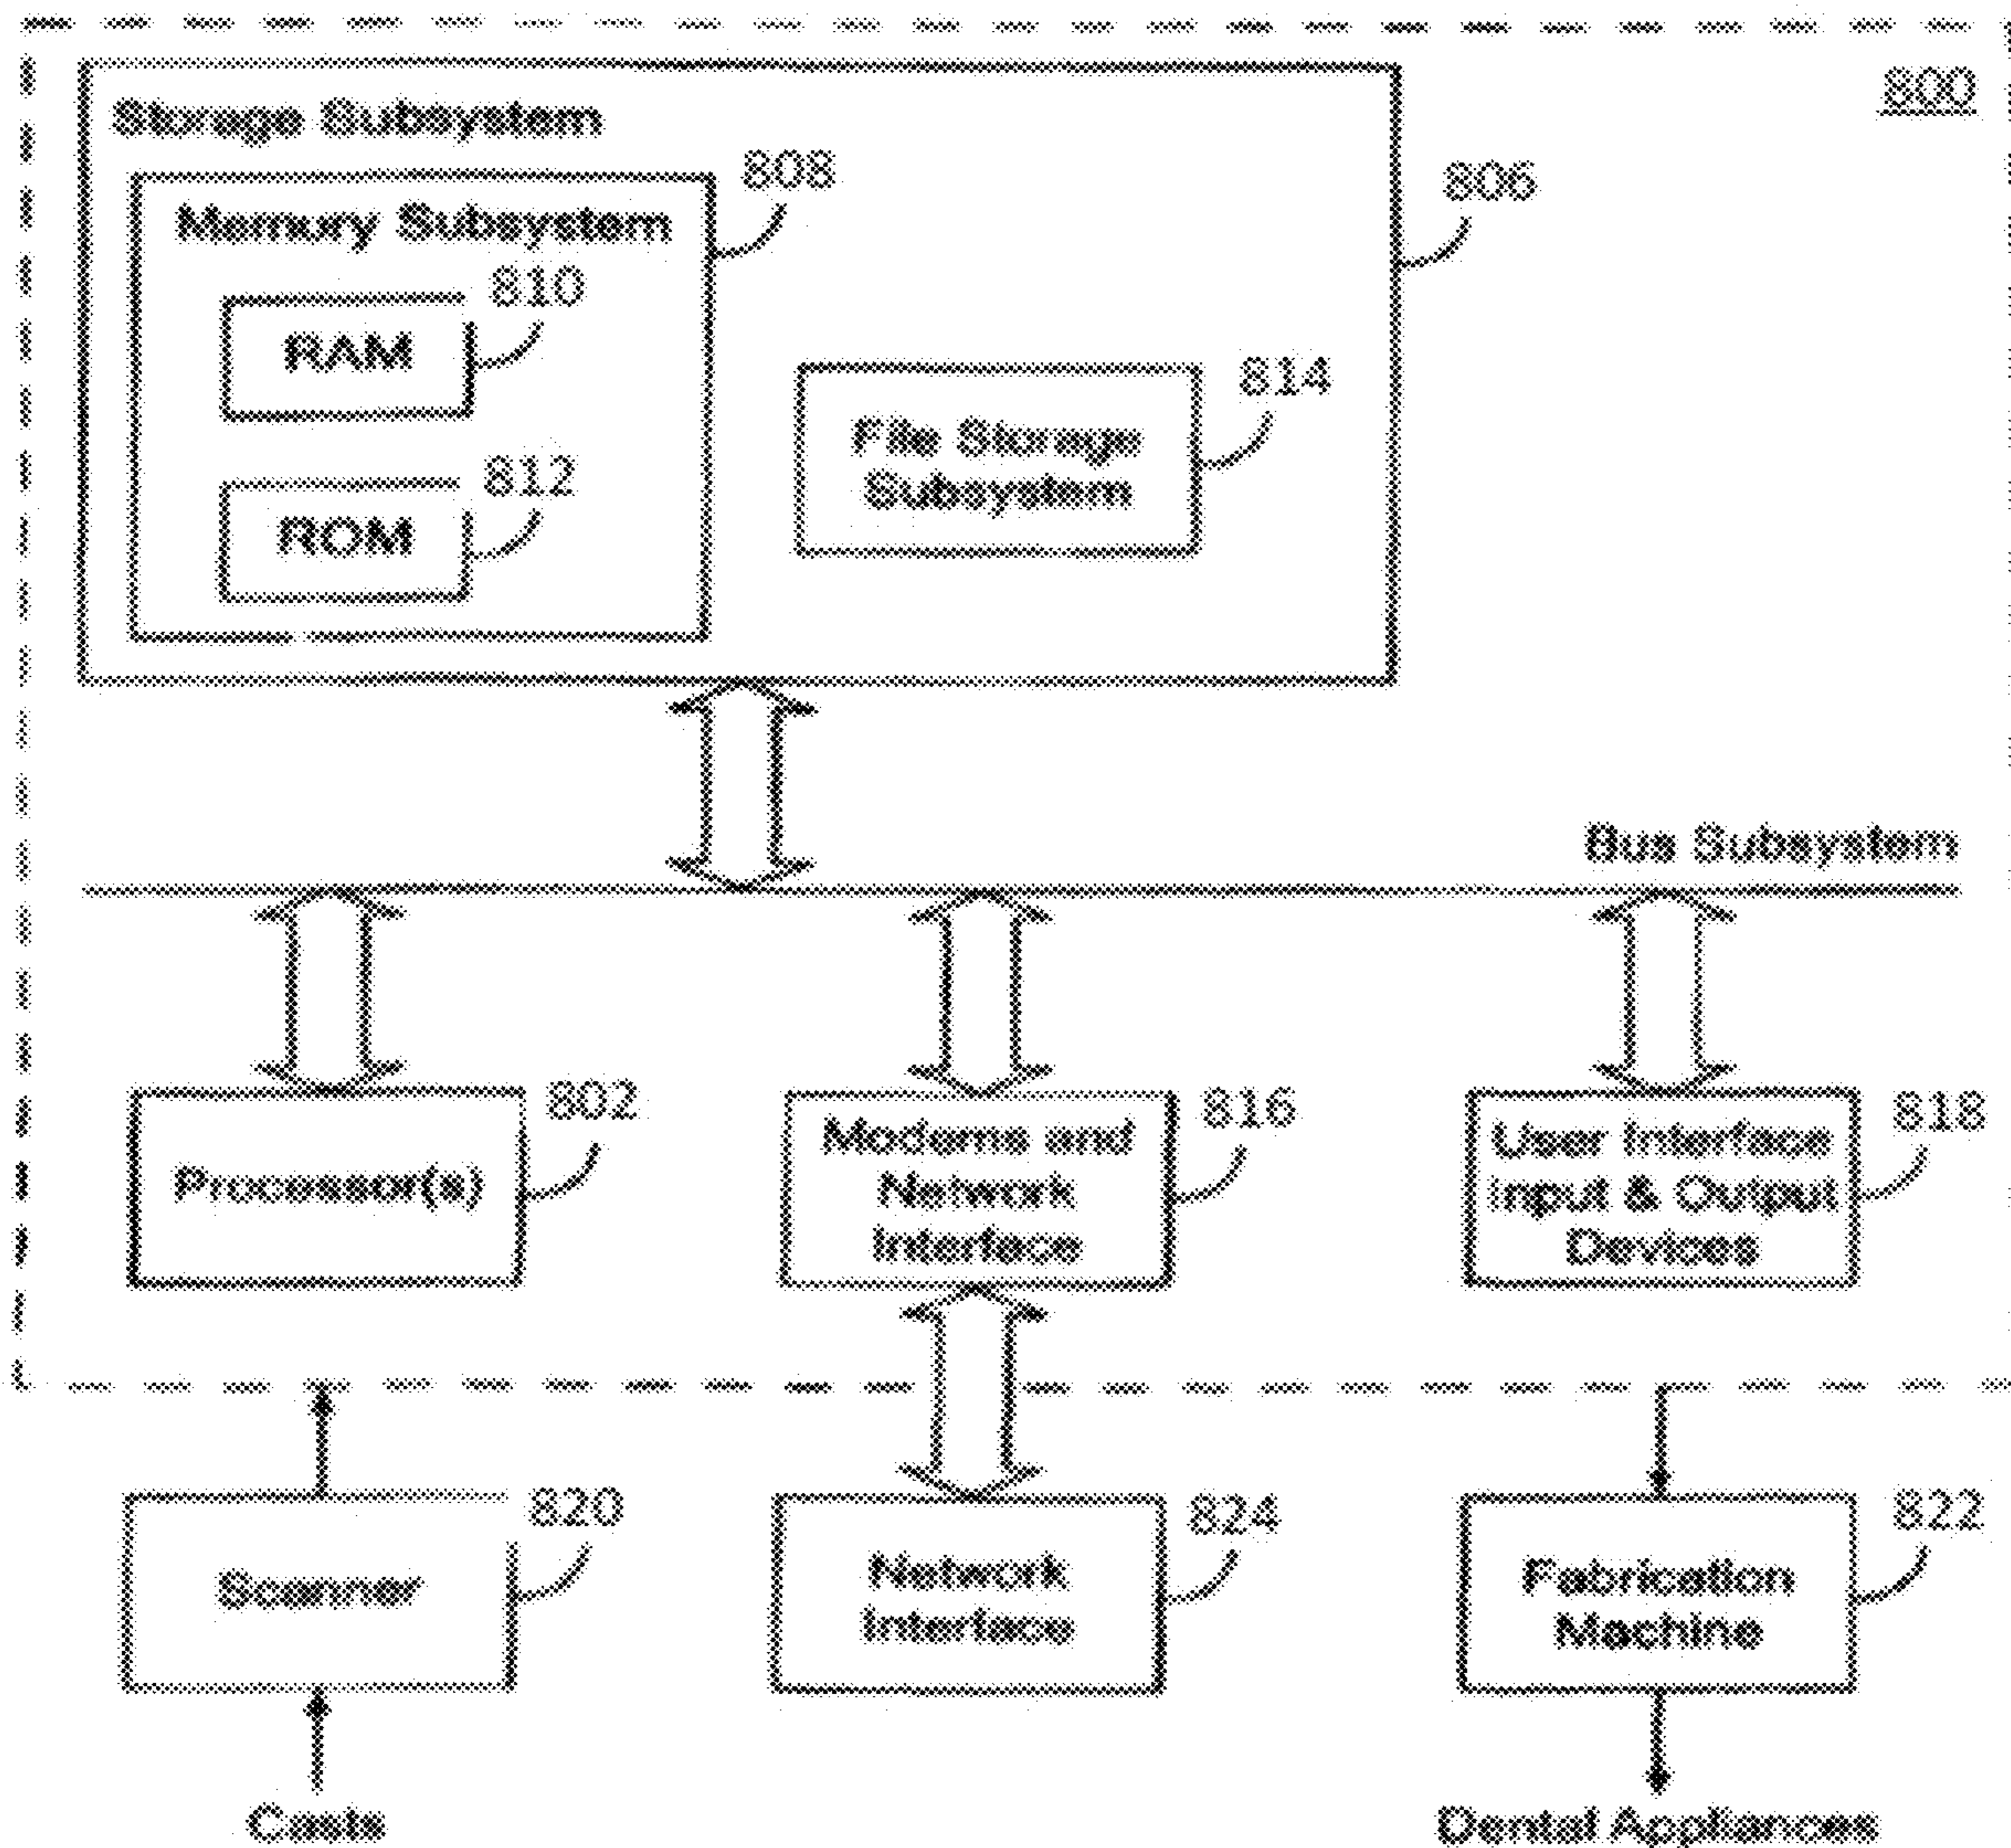 800
Storage Subsystem
808
806
Memury Subsystem
810
RAM
814
File Storage
Subsystem
812
ROM
Bus Subsystem
802
Processor(s)
816
Modems and
Network
Interface
818
User Interface
Input & Output
Devices
820
Scanner
824
Network
Interface
822
Fabrication
Machine
Casts
Dental Appliances